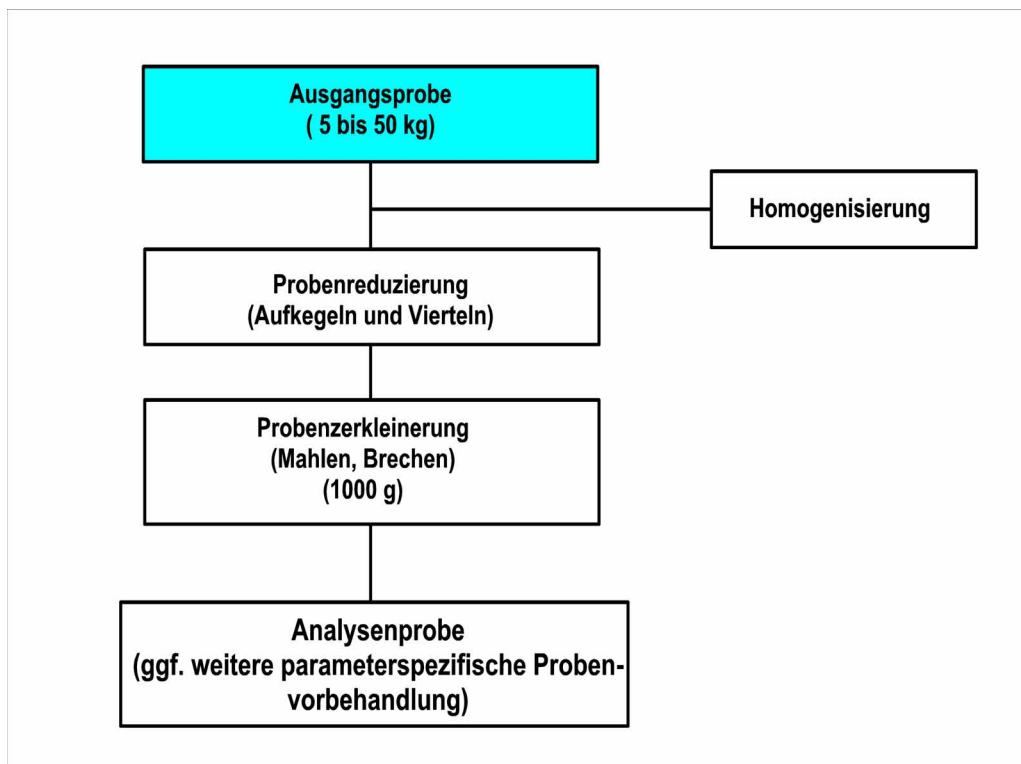 Ausgangsprobe
( 5 bis 50 kg)
Homogenisierung
Probenreduzierung
(Aufkegeln und Vierteln)
Probenzerkleinerung
(Mahlen, Brechen)
(1000 g)
Analysenprobe
(ggf. weitere parameterspezifische Proben-
vorbehandlung)